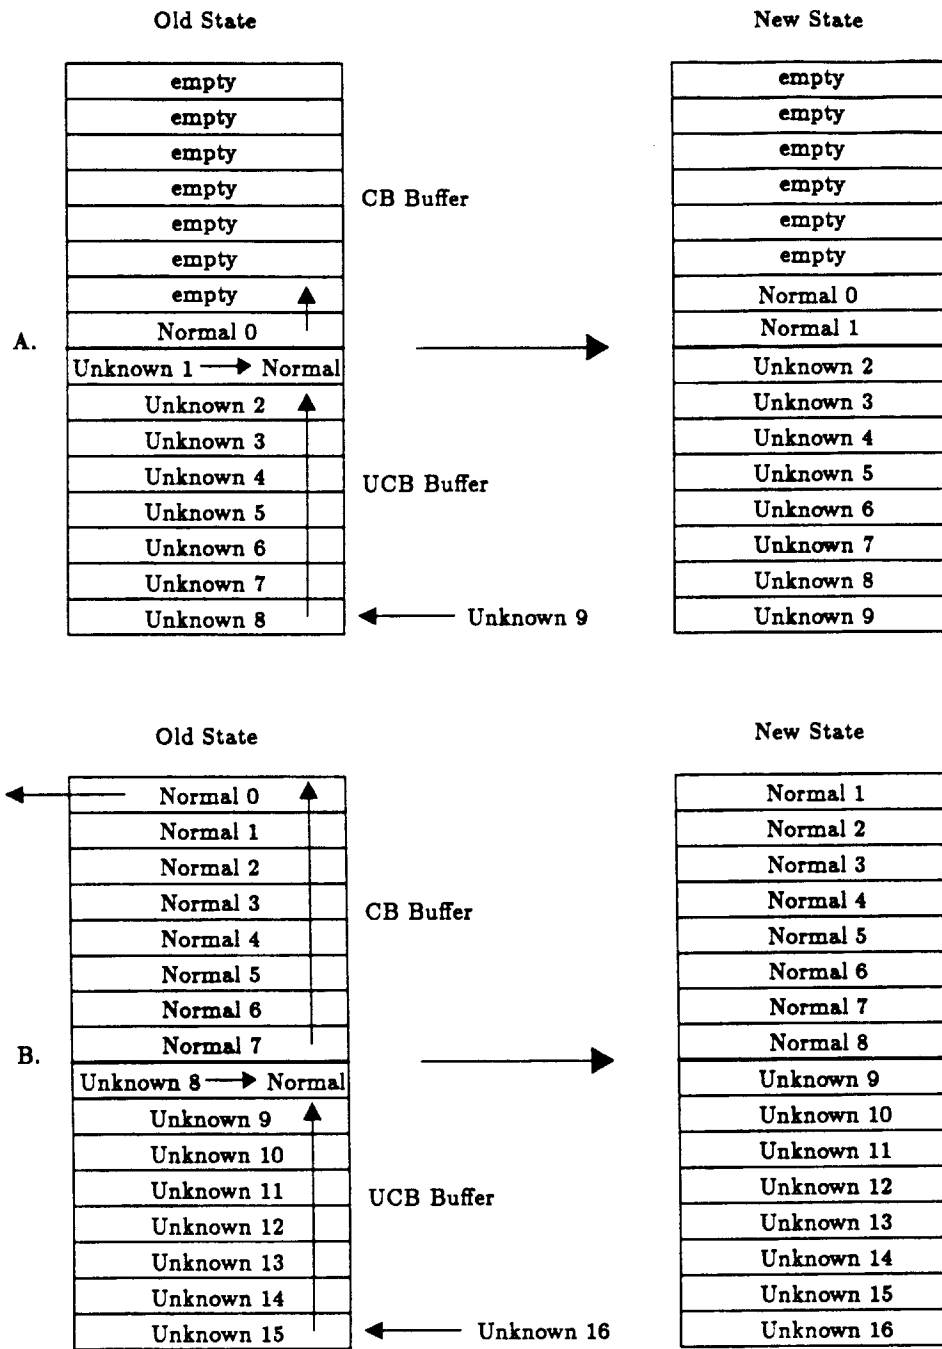 Old State New State
empty empty
empty empty
empty empty
empty empty
CB Buffer
empty empty
empty empty
empty Normal 0
Normal 0 Normal 1
A.
Unknown 1 Normal Unknown 2
Unknown 2 Unknown 3
Unknown 3 Unknown 4
Unknown 4 UCB Buffer Unknown 5
Unknown 5 Unknown 6
Unknown 6 Unknown 7
Unknown 7 Unknown 8
Unknown 8 Unknown 9 Unknown 9
Old State New State
Normal 0 Normal 1
Normal 1 Normal 2
Normal 2 Normal 3
Normal 3 CB Buffer Normal 4
Normal 4 Normal 5
Normal 5 Normal 6
Normal 6 Normal 7
Normal 7 Normal 8
B.
Unknown 8 Normal Unknown 9
Unknown 9 Unknown 10
Unknown 10 Unknown 11
Unknown 11 UCB Buffer Unknown 12
Unknown 12 Unknown 13
Unknown 13 Unknown 14
Unknown 14 Unknown 15
Unknown 15 Unknown 16 Unknown 16